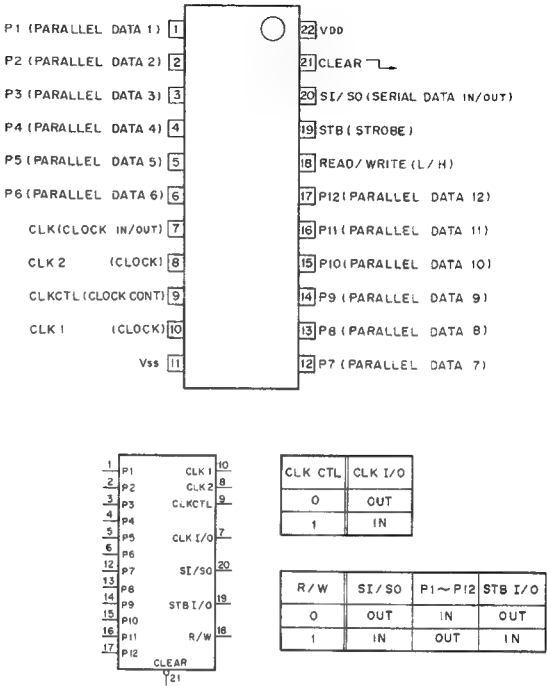 P1 (PARALLEL DATA 1) 1
22 VDD
P2 (PARALLEL DATA 2) 2
21 CLEAR
P3 (PARALLEL DATA 3) 3
20 SI/SO (SERIAL DATA IN/OUT)
P4 (PARALLEL DATA 4) 4
19 STB (STROBE)
P5 (PARALLEL DATA 5) 5
18 READ/WRITE (L/H)
P6 (PARALLEL DATA 6) 6
17 P12 (PARALLEL DATA 12)
CLK (CLOCK IN/OUT) 7
16 P11 (PARALLEL DATA 11)
CLK 2 (CLOCK) 8
15 P10 (PARALLEL DATA 10)
CLKCTL (CLOCK CONT) 9
14 P9 (PARALLEL DATA 9)
CLK 1 (CLOCK) 10
13 P8 (PARALLEL DATA 8)
Vss 11
12 P7 (PARALLEL DATA 7)
1 P1 CLK 1 10
2 P2 CLK 2 8
3 P3 CLKCTL 9
4 P4
5 P5 CLK I/O 7
6 P6
12 P7 SI/SO 20
13 P8
14 P9 STB I/O 19
15 P10
16 P11 R/W 18
17 P12
CLEAR
21
CLK CTL CLK I/O
0 OUT
1 IN
R/W SI/SO P1~P12 STB I/O
0 OUT IN OUT
1 IN OUT IN